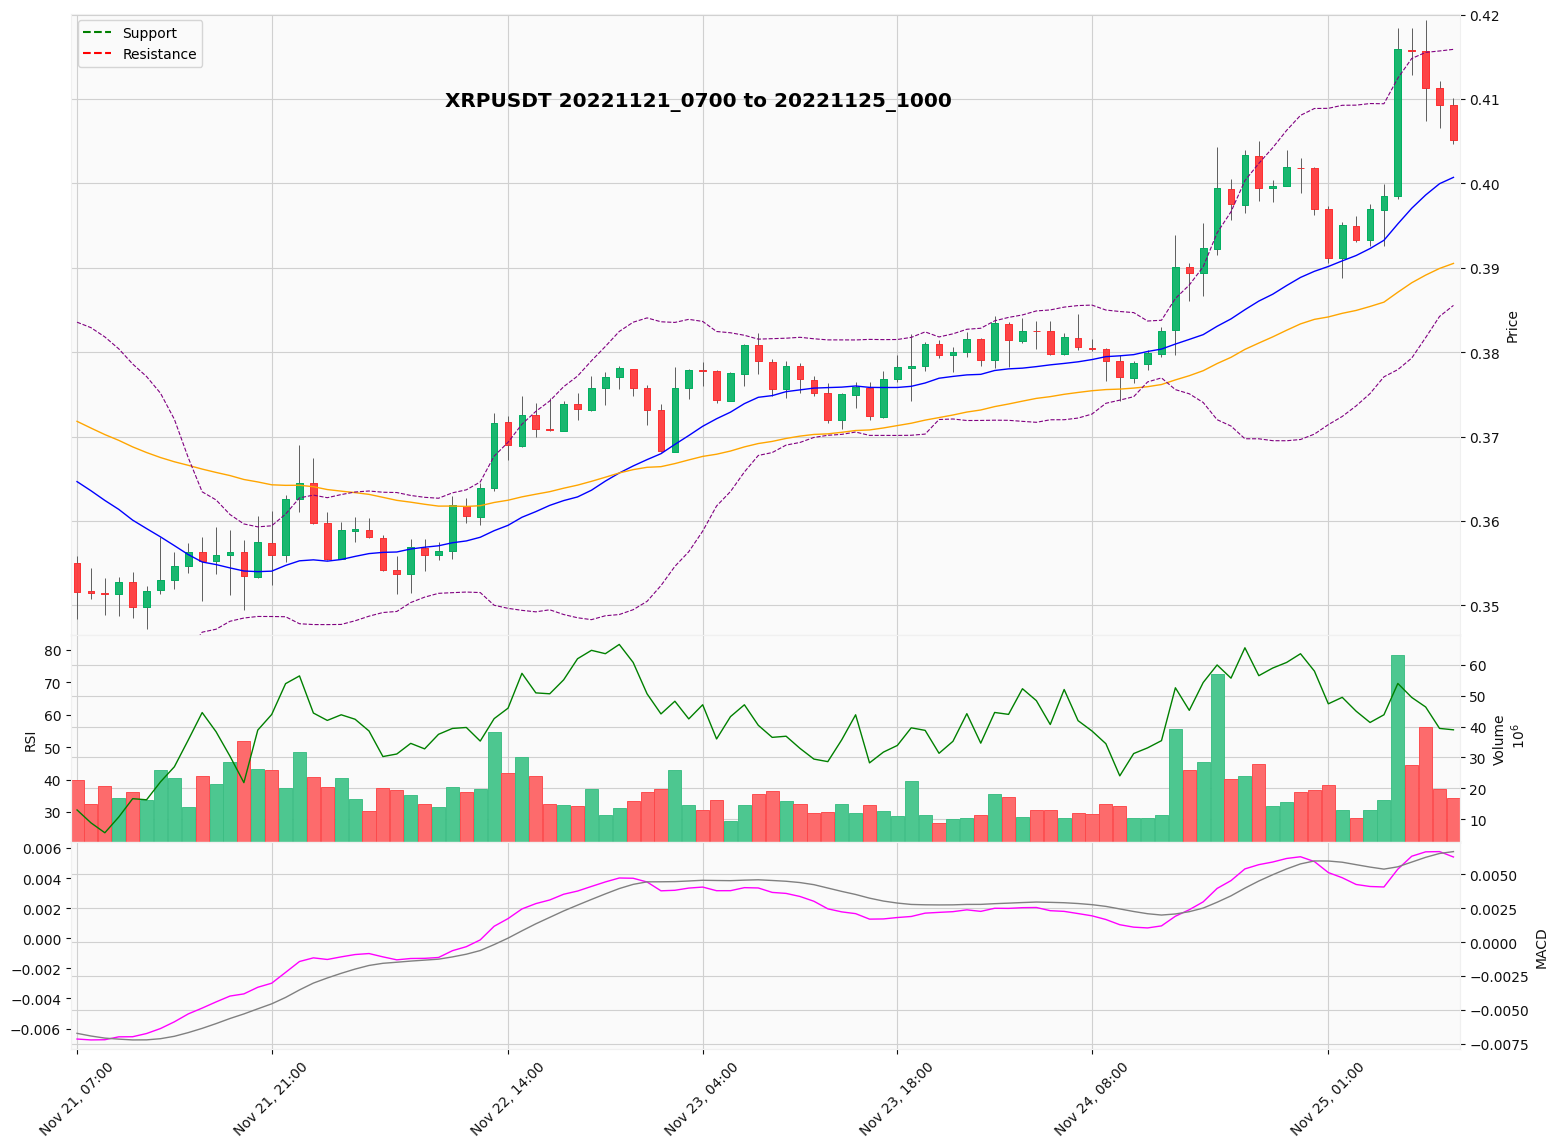 Support
Resistance
XRPUSDT 20221121_0700 to 20221125_1000
0.42
0.41
0.40
0.39
0.38
0.37
0.36
0.35
Price
80
70
60
50
40
30
RSI
60
50
40
30
20
10
Volume
10^6
0.006
0.004
0.002
0.000
−0.002
−0.004
−0.006
0.0050
0.0025
0.0000
−0.0025
−0.0050
−0.0075
MACD
Nov 21, 07:00
Nov 21, 21:00
Nov 22, 14:00
Nov 23, 04:00
Nov 23, 18:00
Nov 24, 08:00
Nov 25, 01:00